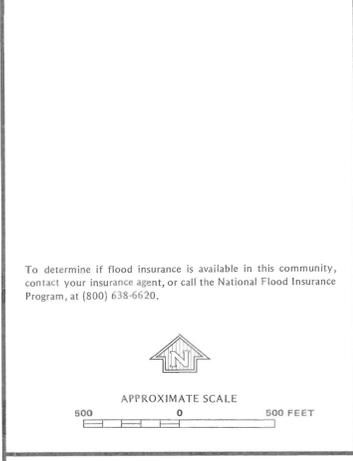 To determine if flood insurance is available in this community,
contact your insurance agent, or call the National Flood Insurance
Program, at (800) 638-6620.
N
APPROXIMATE SCALE
500 0 500 FEET